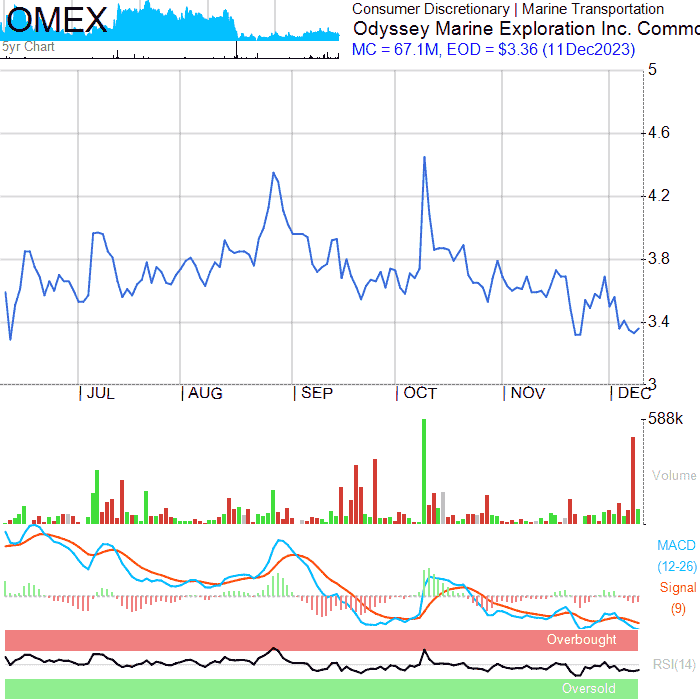 OMEX
5yr Chart
Consumer Discretionary | Marine Transportation
Odyssey Marine Exploration Inc. Commo
MC = 67.1M, EOD = $3.36 (11Dec2023)
5
4.6
4.2
3.8
3.4
3
JUL
AUG
SEP
OCT
NOV
DEC
588k
Volume
MACD
(12-26)
Signal
(9)
Overbought
RSI(14)
Oversold